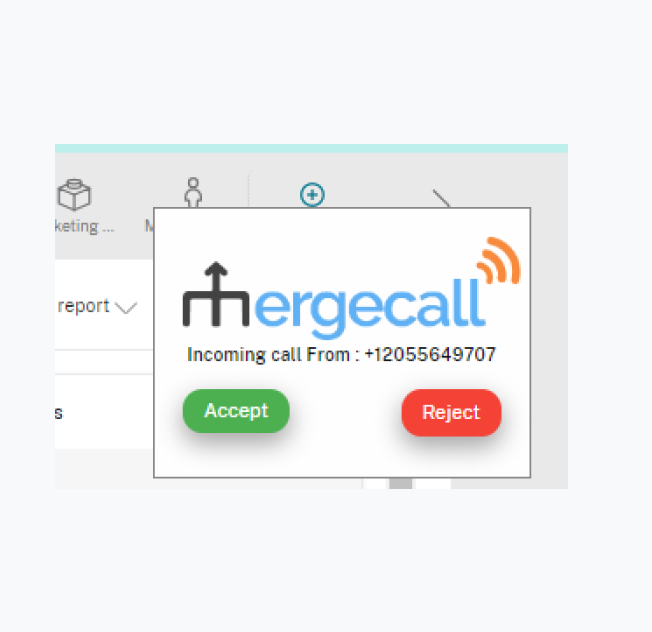 keting ...
M
report
mergecall
Incoming call From : +12055649707
s
Accept
Reject